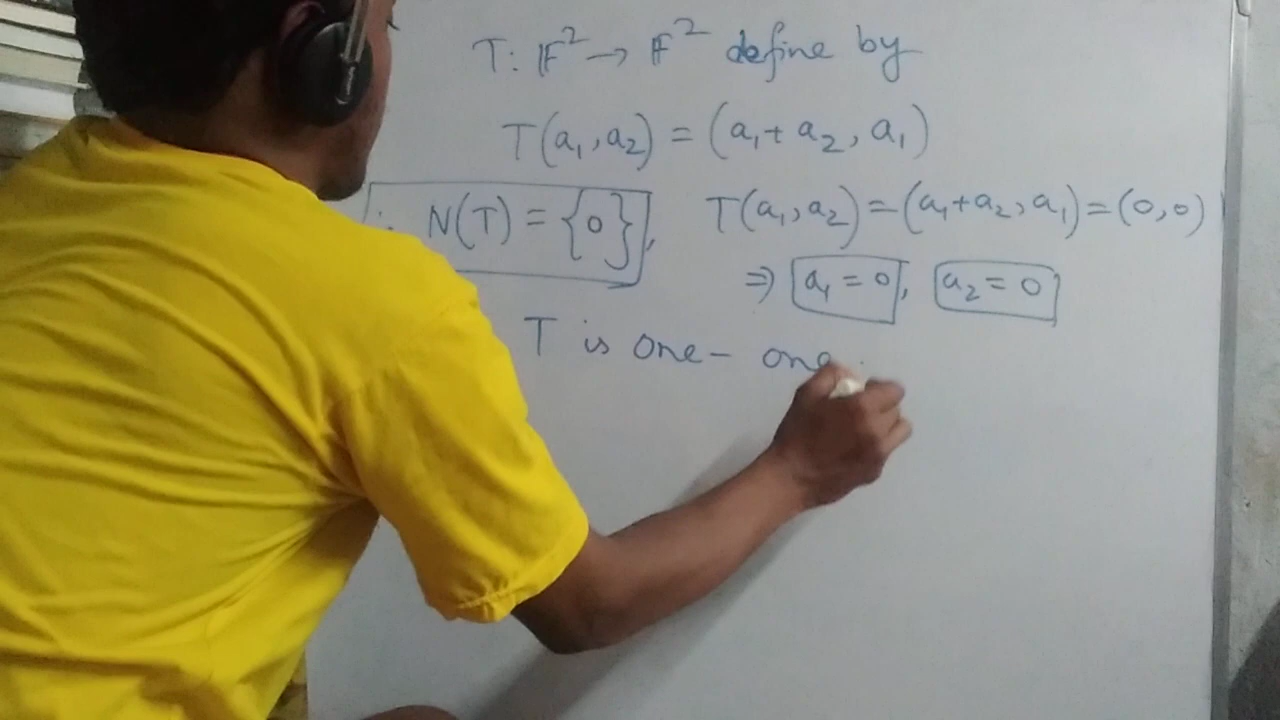 T: F² → F² define by
T(a₁, a₂) = (a₁ + a₂, a₁)
∴ N(T) = {0}, T(a₁, a₂) = (a₁ + a₂, a₁) = (0, 0)
⇒ a₁ = 0, a₂ = 0
T is one – one